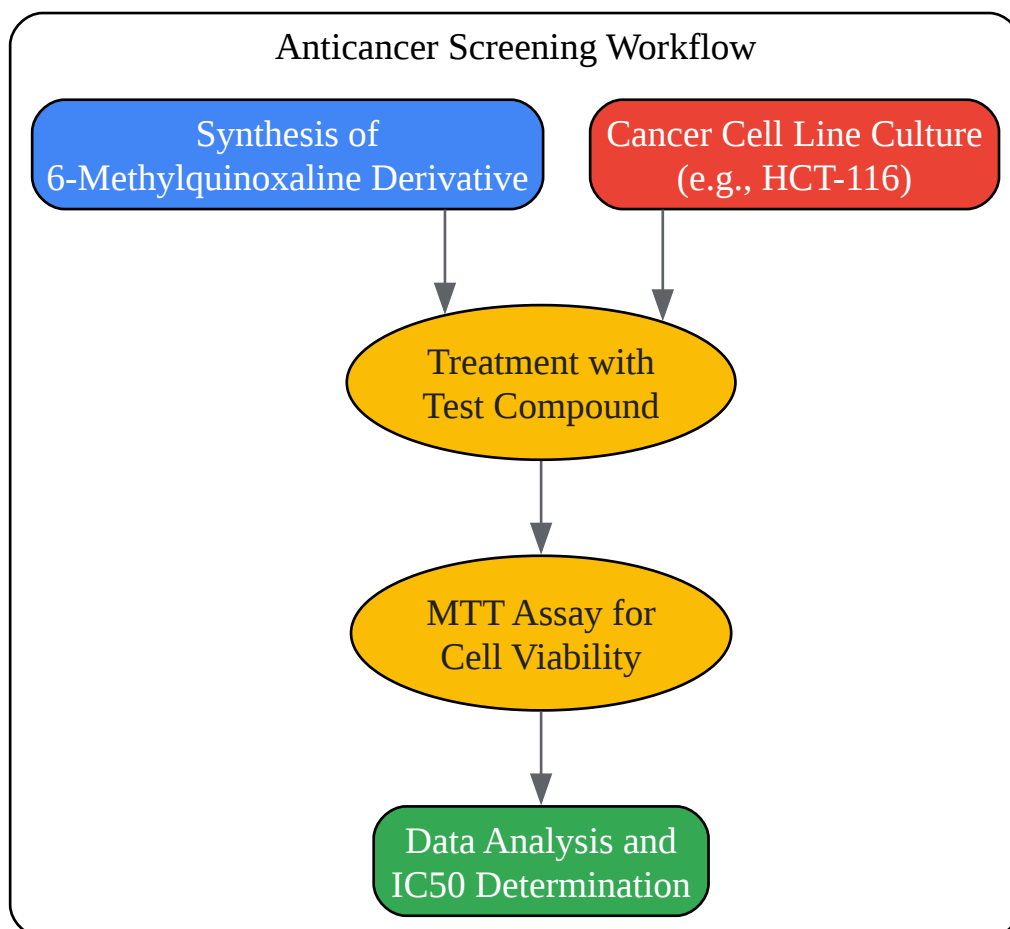 Anticancer Screening Workflow
Synthesis of
6-Methylquinoxaline Derivative
Cancer Cell Line Culture
(e.g., HCT-116)
Treatment with
Test Compound
MTT Assay for
Cell Viability
Data Analysis and
IC50 Determination